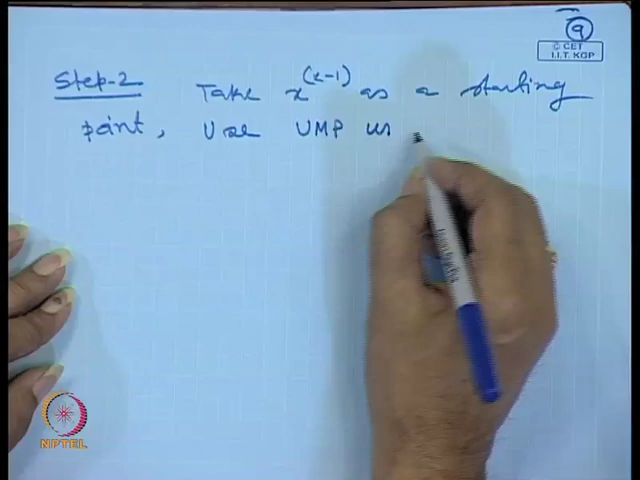 9
© CET
I.I.T. KGP
Step-2 Take x^(k-1) as a starting
point, Use UMP us
NPTEL